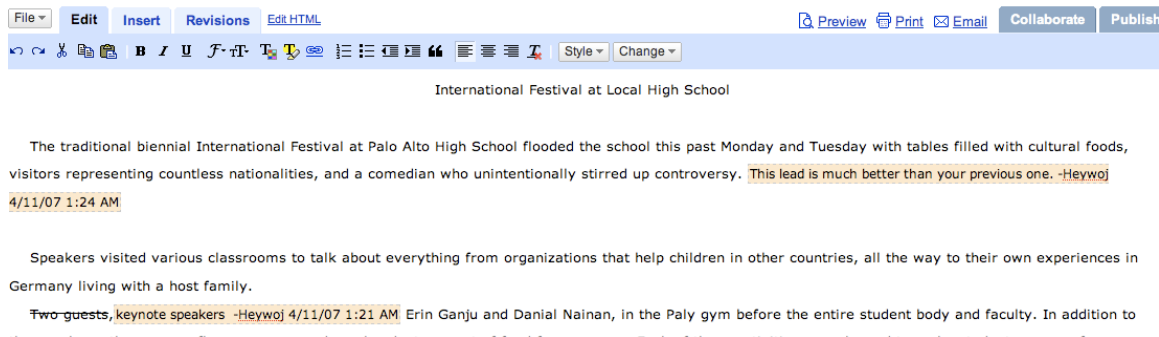 File Edit Insert Revisions Edit HTML Preview Print Email Collaborate Publish
B I U Style Change
International Festival at Local High School
The traditional biennial International Festival at Palo Alto High School flooded the school this past Monday and Tuesday with tables filled with cultural foods,
visitors representing countless nationalities, and a comedian who unintentionally stirred up controversy. This lead is much better than your previous one. -Heywoj
4/11/07 1:24 AM
Speakers visited various classrooms to talk about everything from organizations that help children in other countries, all the way to their own experiences in
Germany living with a host family.
Two guests, keynote speakers -Heywoj 4/11/07 1:21 AM Erin Ganju and Danial Nainan, in the Paly gym before the entire student body and faculty. In addition to